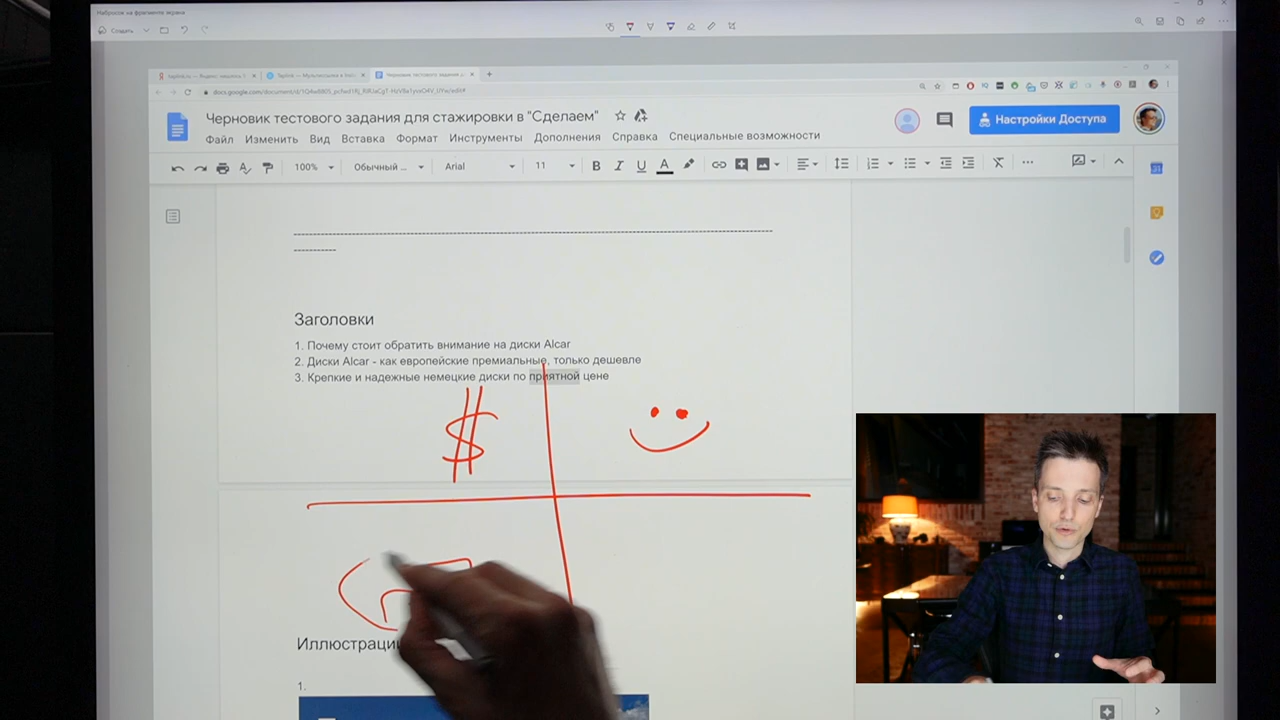 Набросок на фрагменте экрана
Создать
Черновик тестового задания для стажировки в "Сделаем"
Файл Изменить Вид Вставка Формат Инструменты Дополнения Справка Специальные возможности
Настройки Доступа
100% Обычный ... Arial 11
Заголовки
1. Почему стоит обратить внимание на диски Alcar
2. Диски Alcar - как европейские премиальные, только дешевле
3. Крепкие и надежные немецкие диски по приятной цене
$
1.